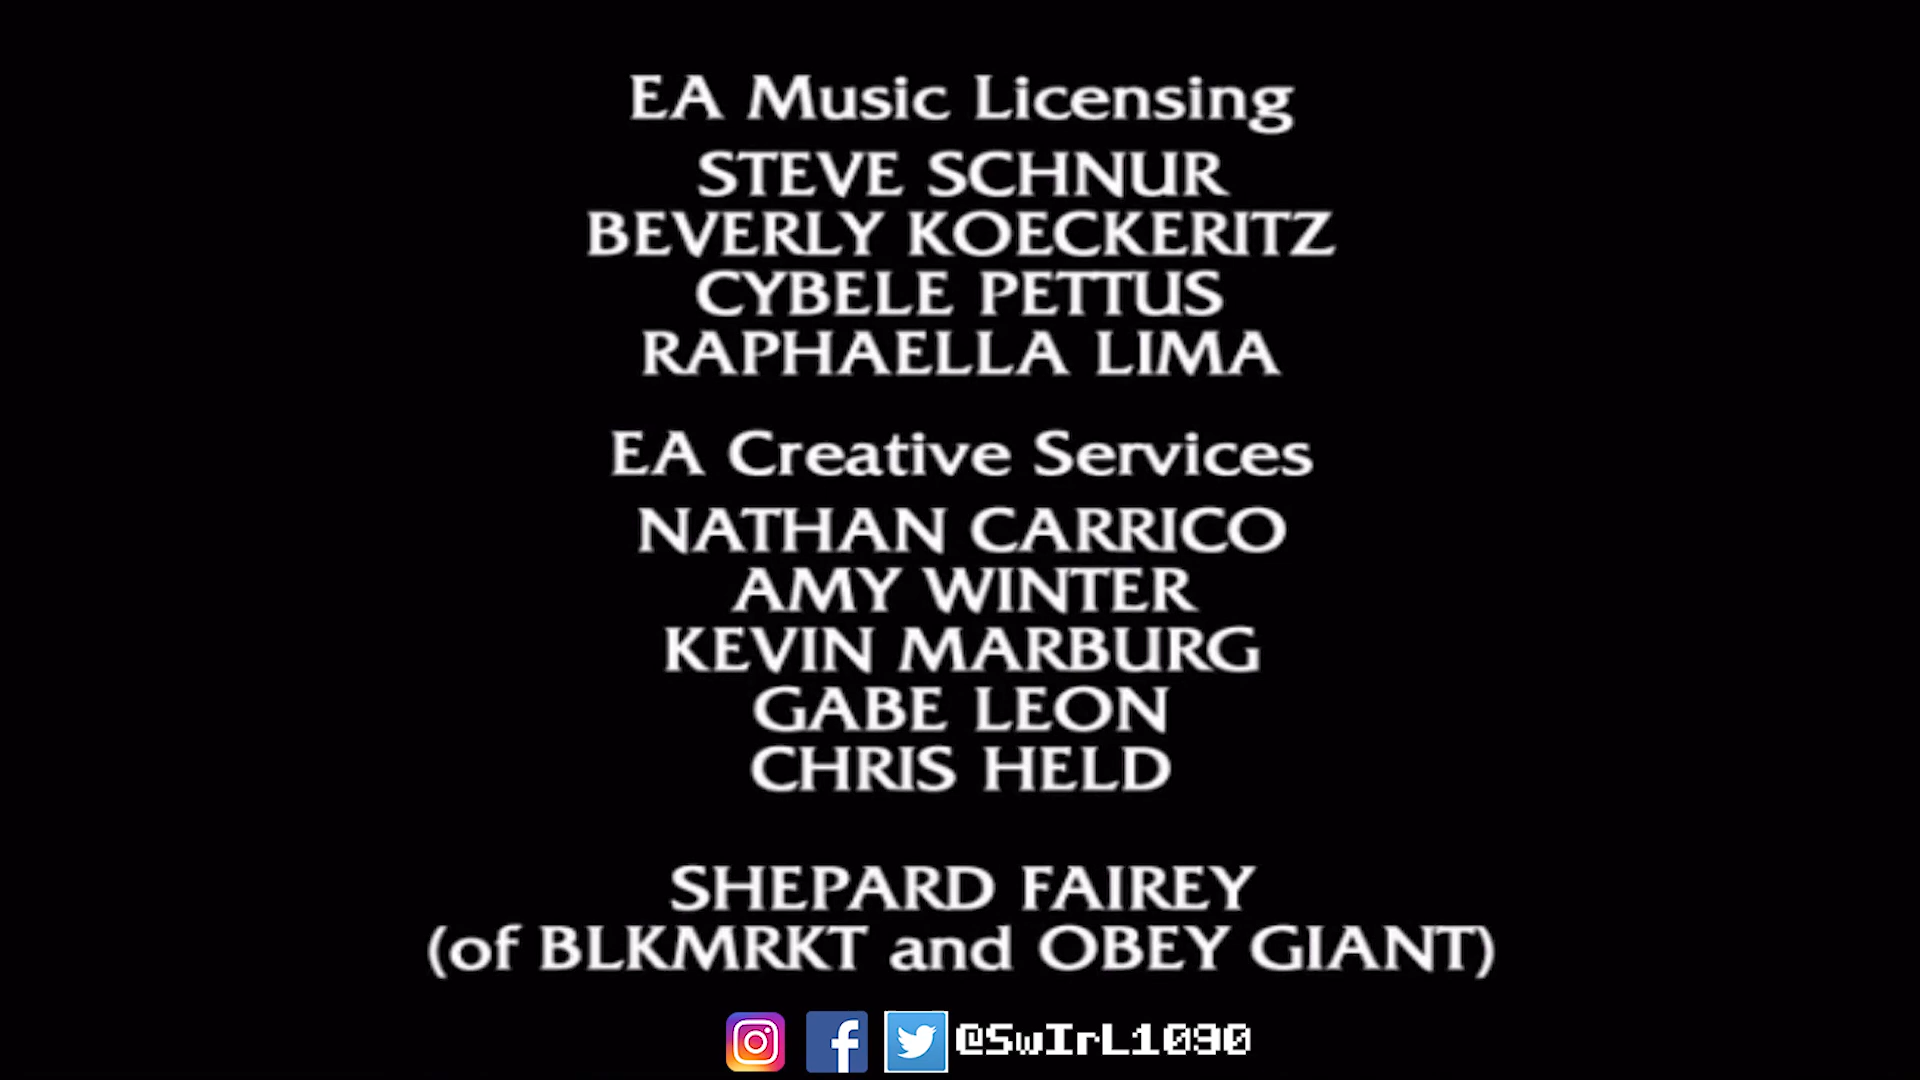 EA Music Licensing
STEVE SCHNUR
BEVERLY KOECKERITZ
CYBELE PETTUS
RAPHAELLA LIMA
EA Creative Services
NATHAN CARRICO
AMY WINTER
KEVIN MARBURG
GABE LEON
CHRIS HELD
SHEPARD FAIREY
(of BLKMRKT and OBEY GIANT)
@SwIrL1090